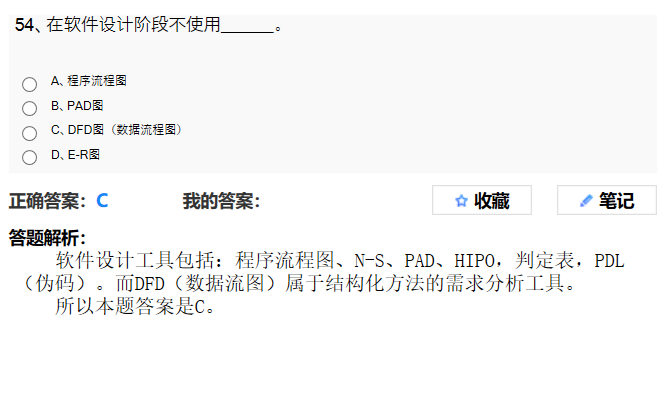 54、在软件设计阶段不使用______。
A、程序流程图
B、PAD图
C、DFD图（数据流程图）
D、E-R图
正确答案：C 我的答案： 收藏 笔记
答题解析：
软件设计工具包括：程序流程图、N-S、PAD、HIPO，判定表，PDL
（伪码）。而DFD（数据流图）属于结构化方法的需求分析工具。
所以本题答案是C。